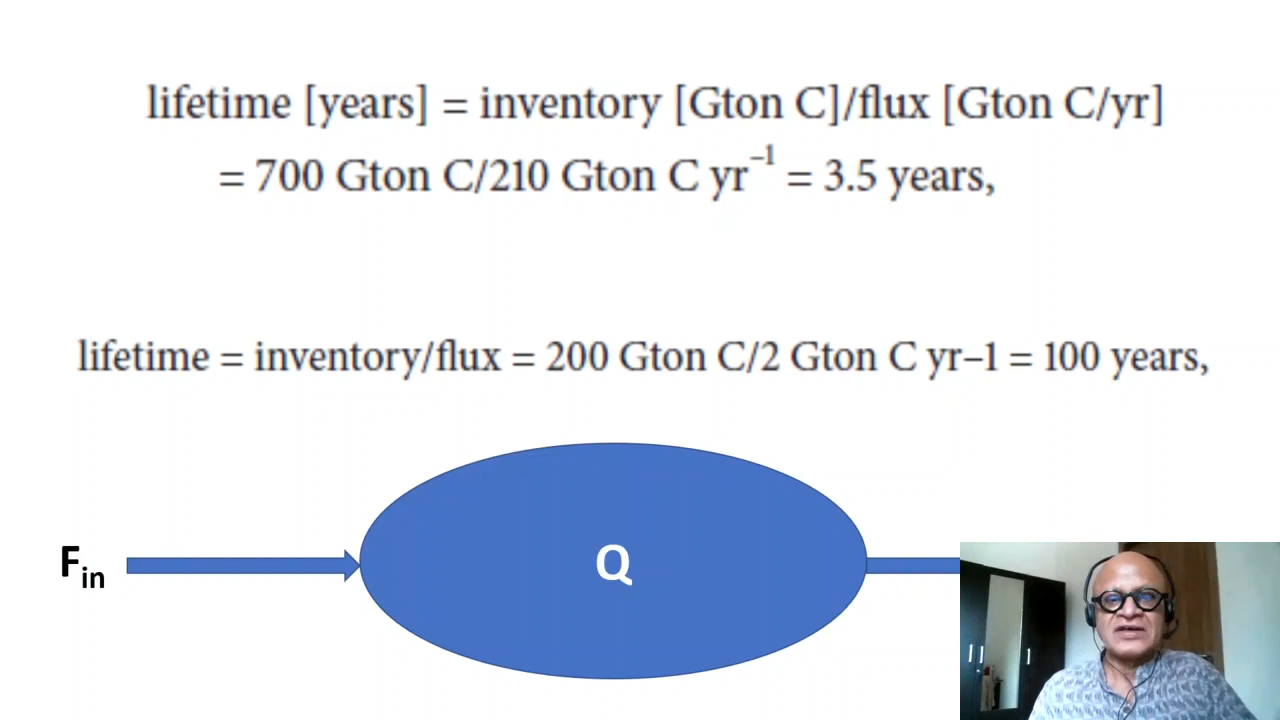 lifetime [years] = inventory [Gton C]/flux [Gton C/yr]
= 700 Gton C/210 Gton C yr⁻¹ = 3.5 years,
lifetime = inventory/flux = 200 Gton C/2 Gton C yr–1 = 100 years,
F_in
Q